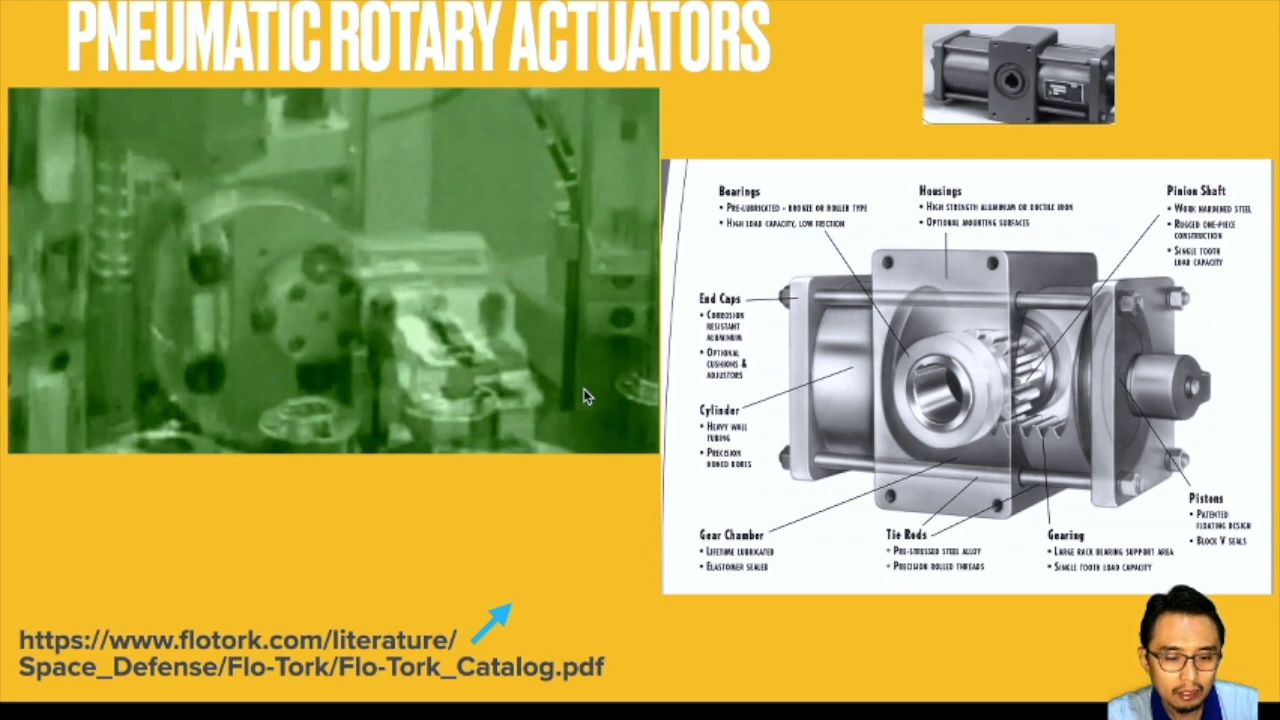 PNEUMATIC ROTARY ACTUATORS
Bearings
• PRE-LUBRICATED - BRONZE OR ROLLER TYPE
• HIGH LOAD CAPACITY, LOW FRICTION
Housings
• HIGH STRENGTH ALUMINUM OR DUCTILE IRON
• OPTIONAL MOUNTING SURFACES
Pinion Shaft
• WORK HARDENED STEEL
• RUGGED ONE-PIECE
CONSTRUCTION
• SINGLE TOOTH
LOAD CAPACITY
End Caps
• CORROSION
RESISTANT
ALUMINUM
• OPTIONAL
CUSHIONS &
ADJUSTORS
Cylinder
• HEAVY WALL
TUBING
• PRECISION
HONED BORES
Gear Chamber
• LIFETIME LUBRICATED
• ELASTOMER SEALED
Tie Rods
• PRE-STRESSED STEEL ALLOY
• PRECISION ROLLED THREADS
Gearing
• LARGE RACK BEARING SUPPORT AREA
• SINGLE TOOTH LOAD CAPACITY
Pistons
• PATENTED
FLOATING DESIGN
• BLOCK V SEALS
https://www.flotork.com/literature/
Space_Defense/Flo-Tork/Flo-Tork_Catalog.pdf